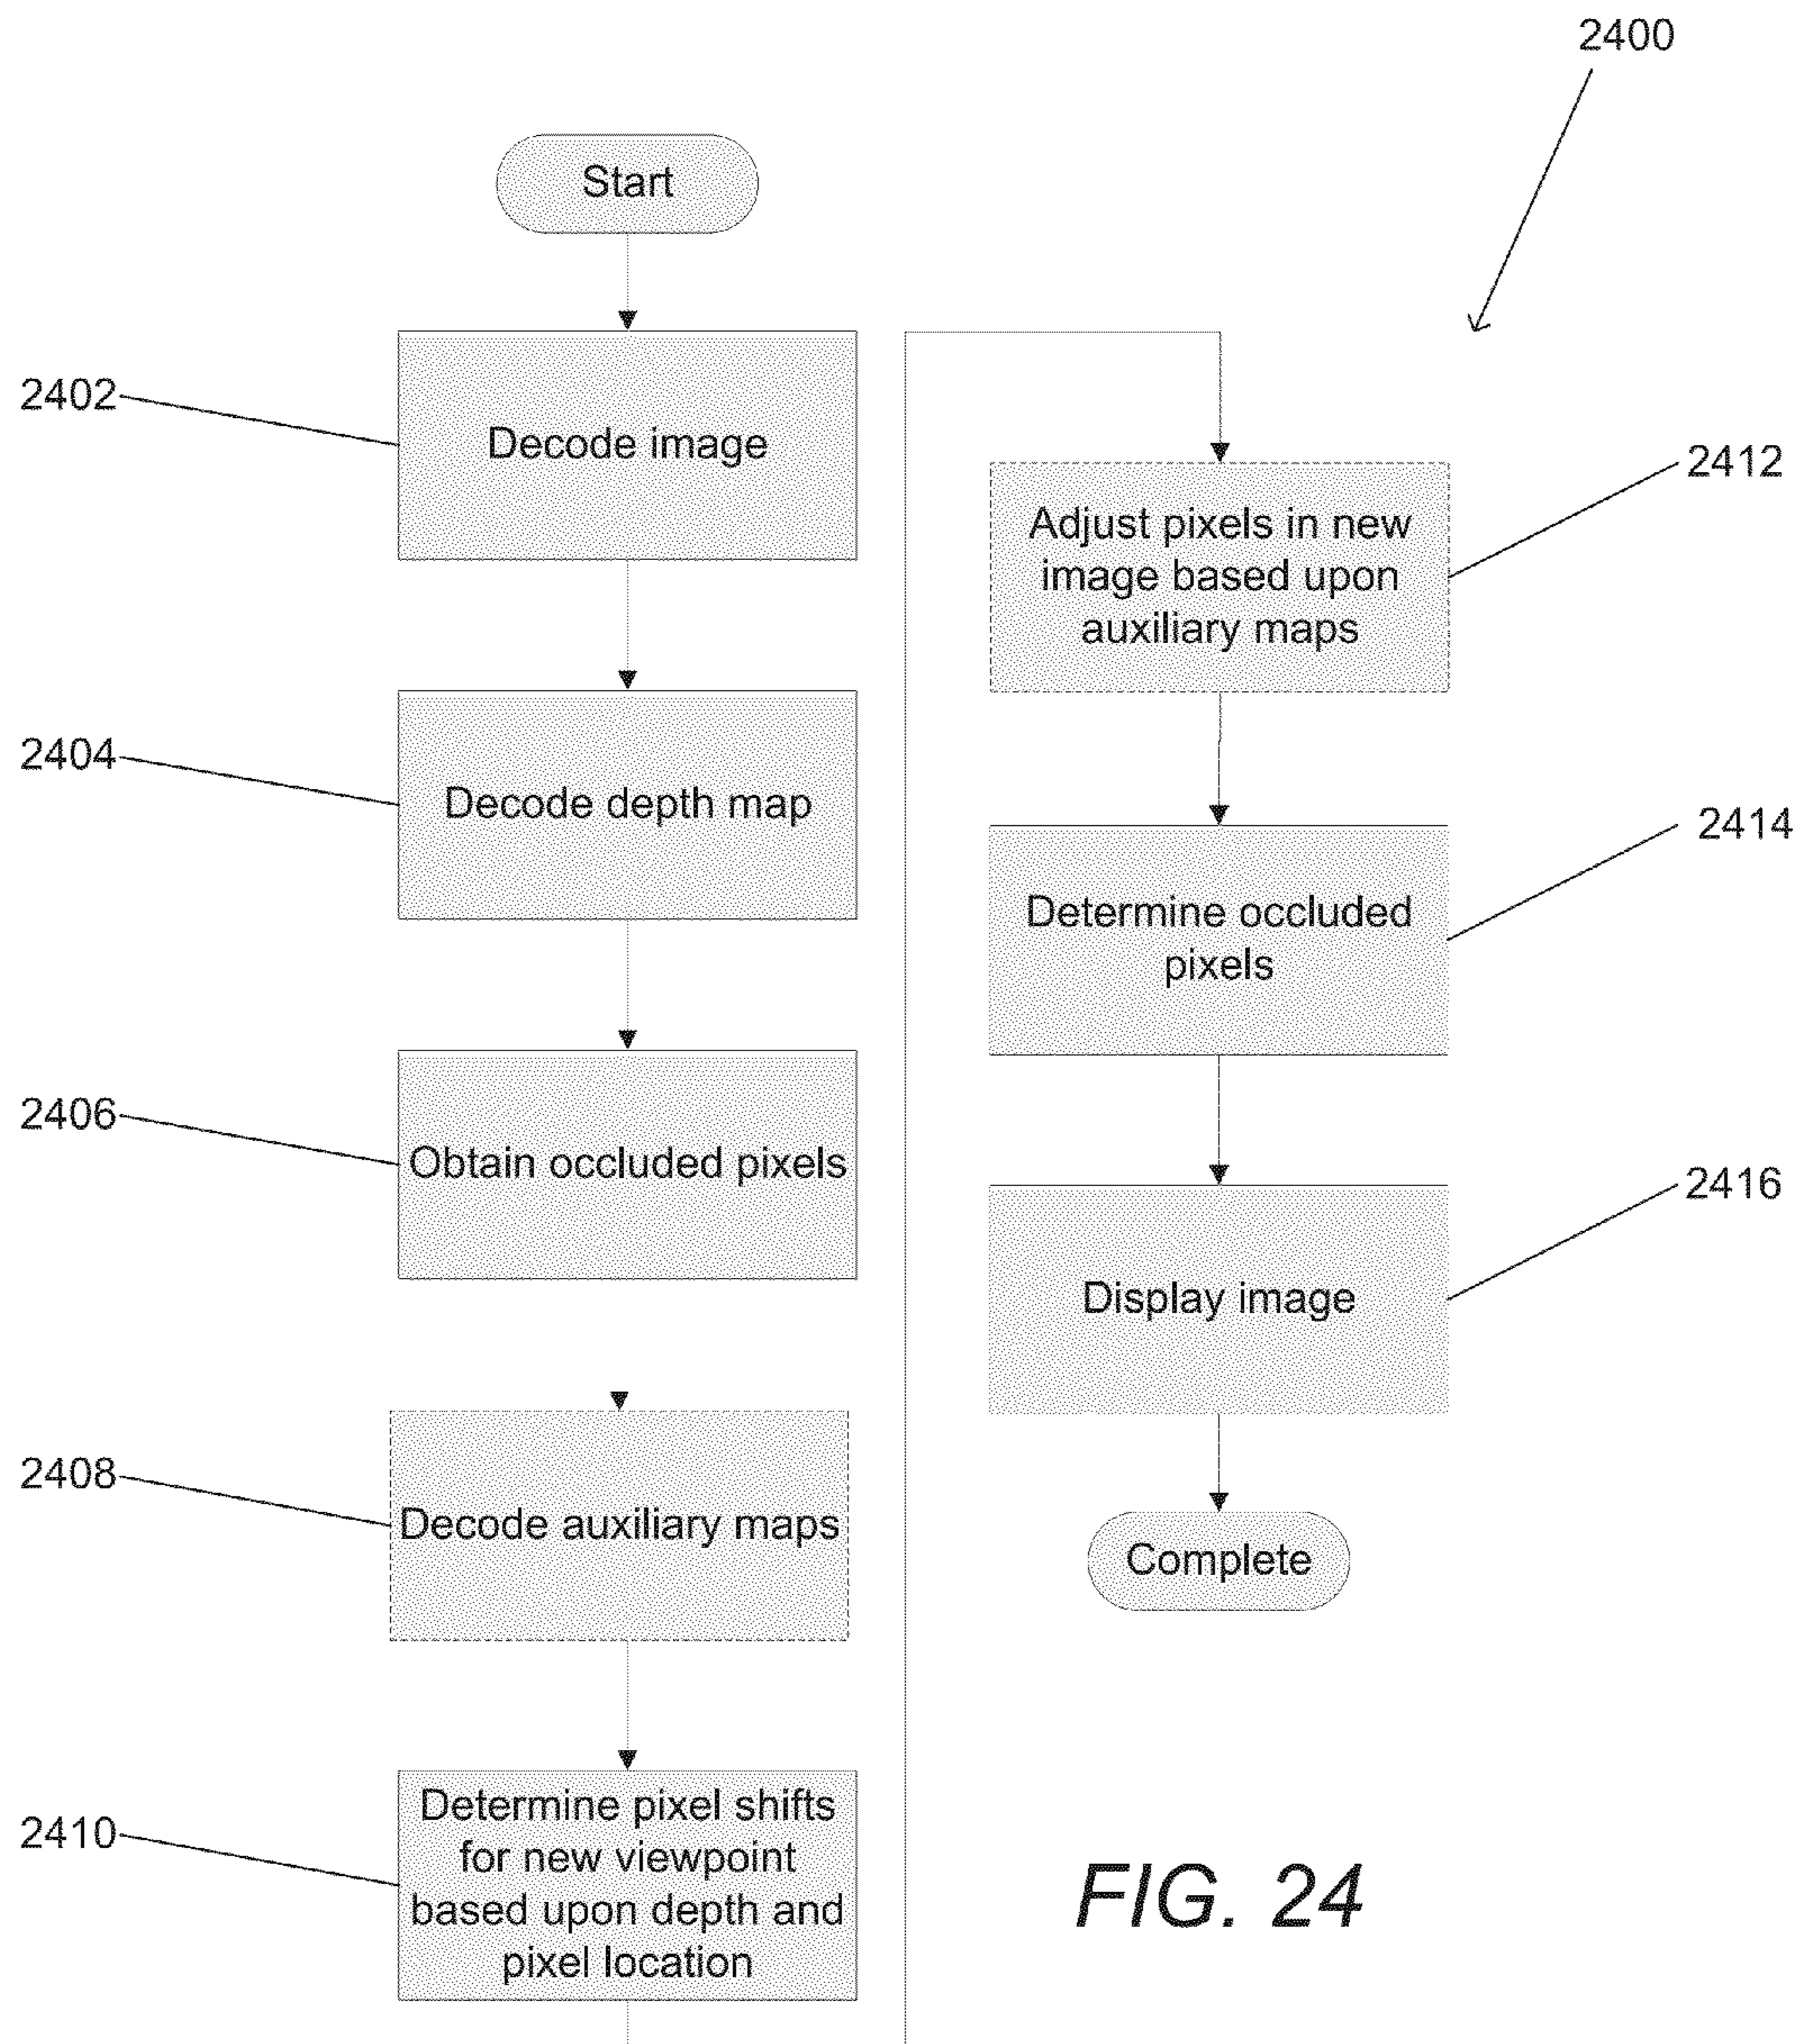 2400
Start
2402
Decode image
2404
Decode depth map
2406
Obtain occluded pixels
2408
Decode auxiliary maps
2410
Determine pixel shifts
for new viewpoint
based upon depth and
pixel location
2412
Adjust pixels in new
image based upon
auxiliary maps
2414
Determine occluded
pixels
2416
Display image
Complete
FIG. 24